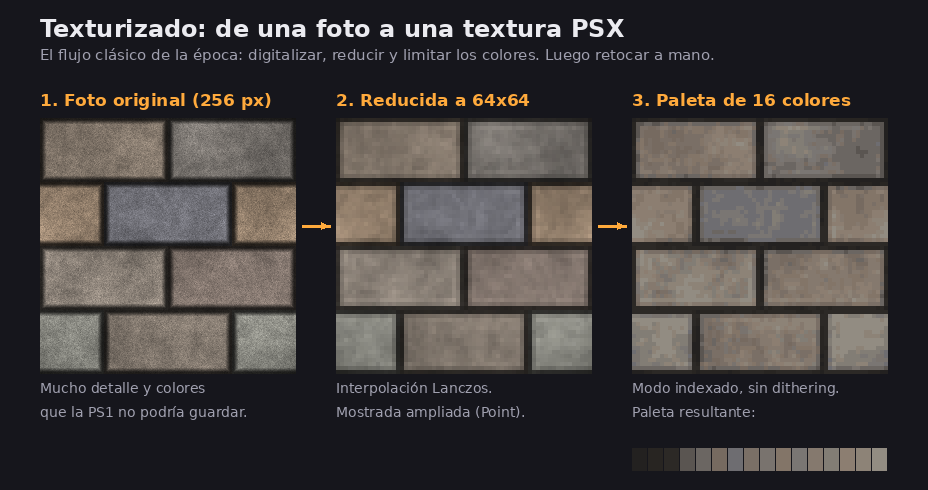 Texturizado: de una foto a una textura PSX
El flujo clásico de la época: digitalizar, reducir y limitar los colores. Luego retocar a mano.
1. Foto original (256 px)
2. Reducida a 64x64
3. Paleta de 16 colores
Mucho detalle y colores
que la PS1 no podría guardar.
Interpolación Lanczos.
Mostrada ampliada (Point).
Modo indexado, sin dithering.
Paleta resultante: